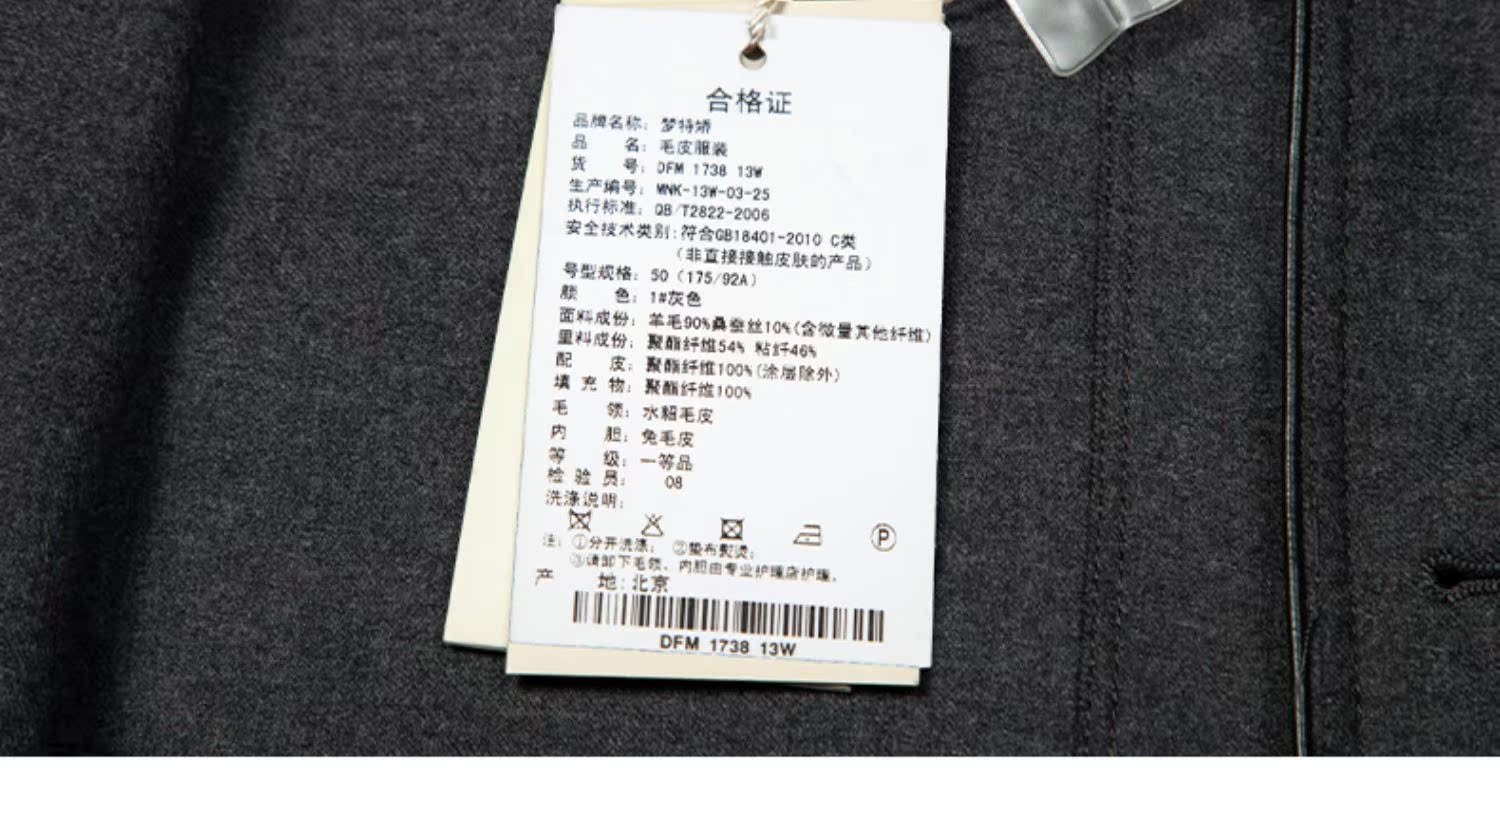 合格证
品牌名称：梦特娇
品 名：毛皮服装
货 号：DFM 1738 13W
生产编号：MNK-13W-03-25
执行标准：QB/T2822-2006
安全技术类别：符合GB18401-2010 C类
（非直接接触皮肤的产品）
号型规格：50（175/92A）
颜 色：1#灰色
面料成份：羊毛90%桑蚕丝10%(含微量其他纤维)
里料成份：聚酯纤维54% 粘纤46%
配 皮：聚酯纤维100%(涂层除外)
填 充 物：聚酯纤维100%
毛 领：水貂毛皮
内 胆：兔毛皮
等 级：一等品
检 验 员：08
洗涤说明：
P
注：①分开洗涤；②垫布熨烫；
③请卸下毛领、内胆由专业护理店护理。
产 地：北京
DFM 1738 13W